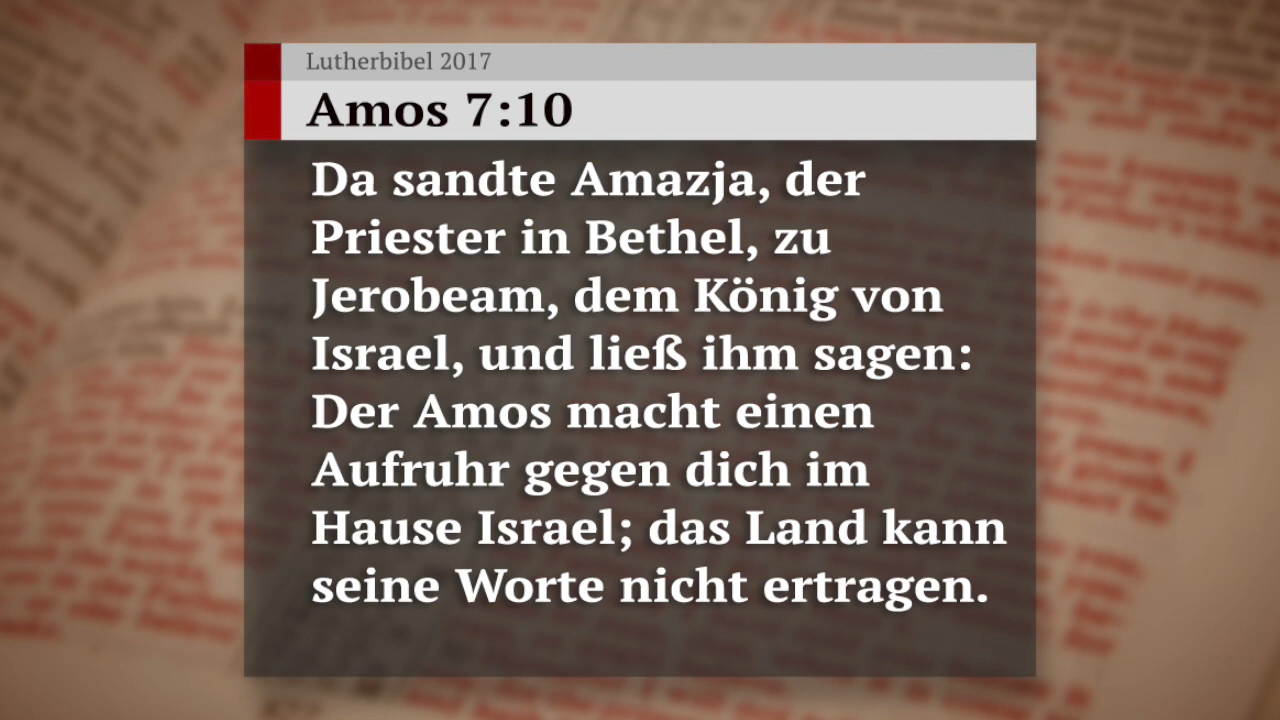 Lutherbibel 2017
Amos 7:10
Da sandte Amazja, der
Priester in Bethel, zu
Jerobeam, dem König von
Israel, und ließ ihm sagen:
Der Amos macht einen
Aufruhr gegen dich im
Hause Israel; das Land kann
seine Worte nicht ertragen.